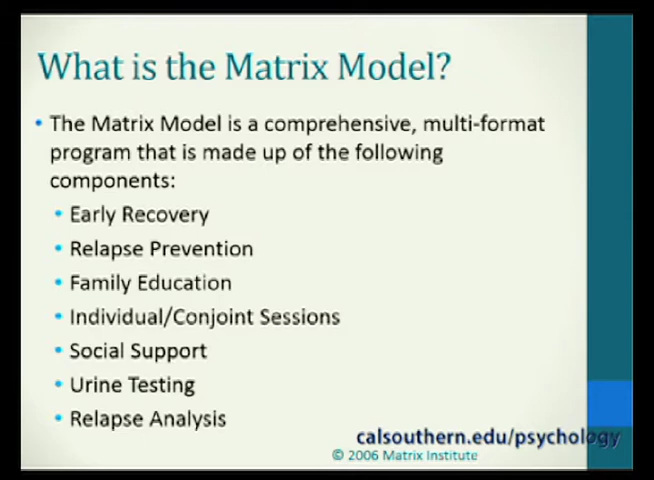 What is the Matrix Model?
• The Matrix Model is a comprehensive, multi-format
program that is made up of the following
components:
• Early Recovery
• Relapse Prevention
• Family Education
• Individual/Conjoint Sessions
• Social Support
• Urine Testing
• Relapse Analysis
calsouthern.edu/psychology
© 2006 Matrix Institute